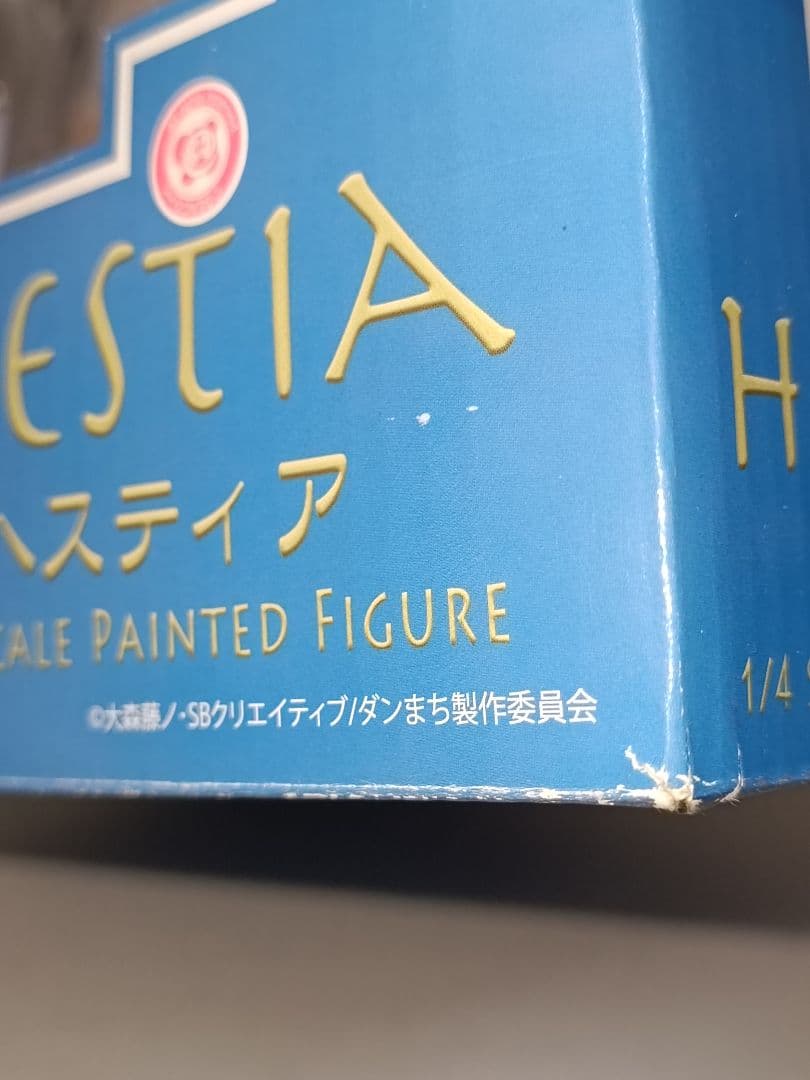 ESTIA
ヘスティア
CALE PAINTED FIGURE
©大森藤ノ・SBクリエイティブ/ダンまち製作委員会
H
1/4